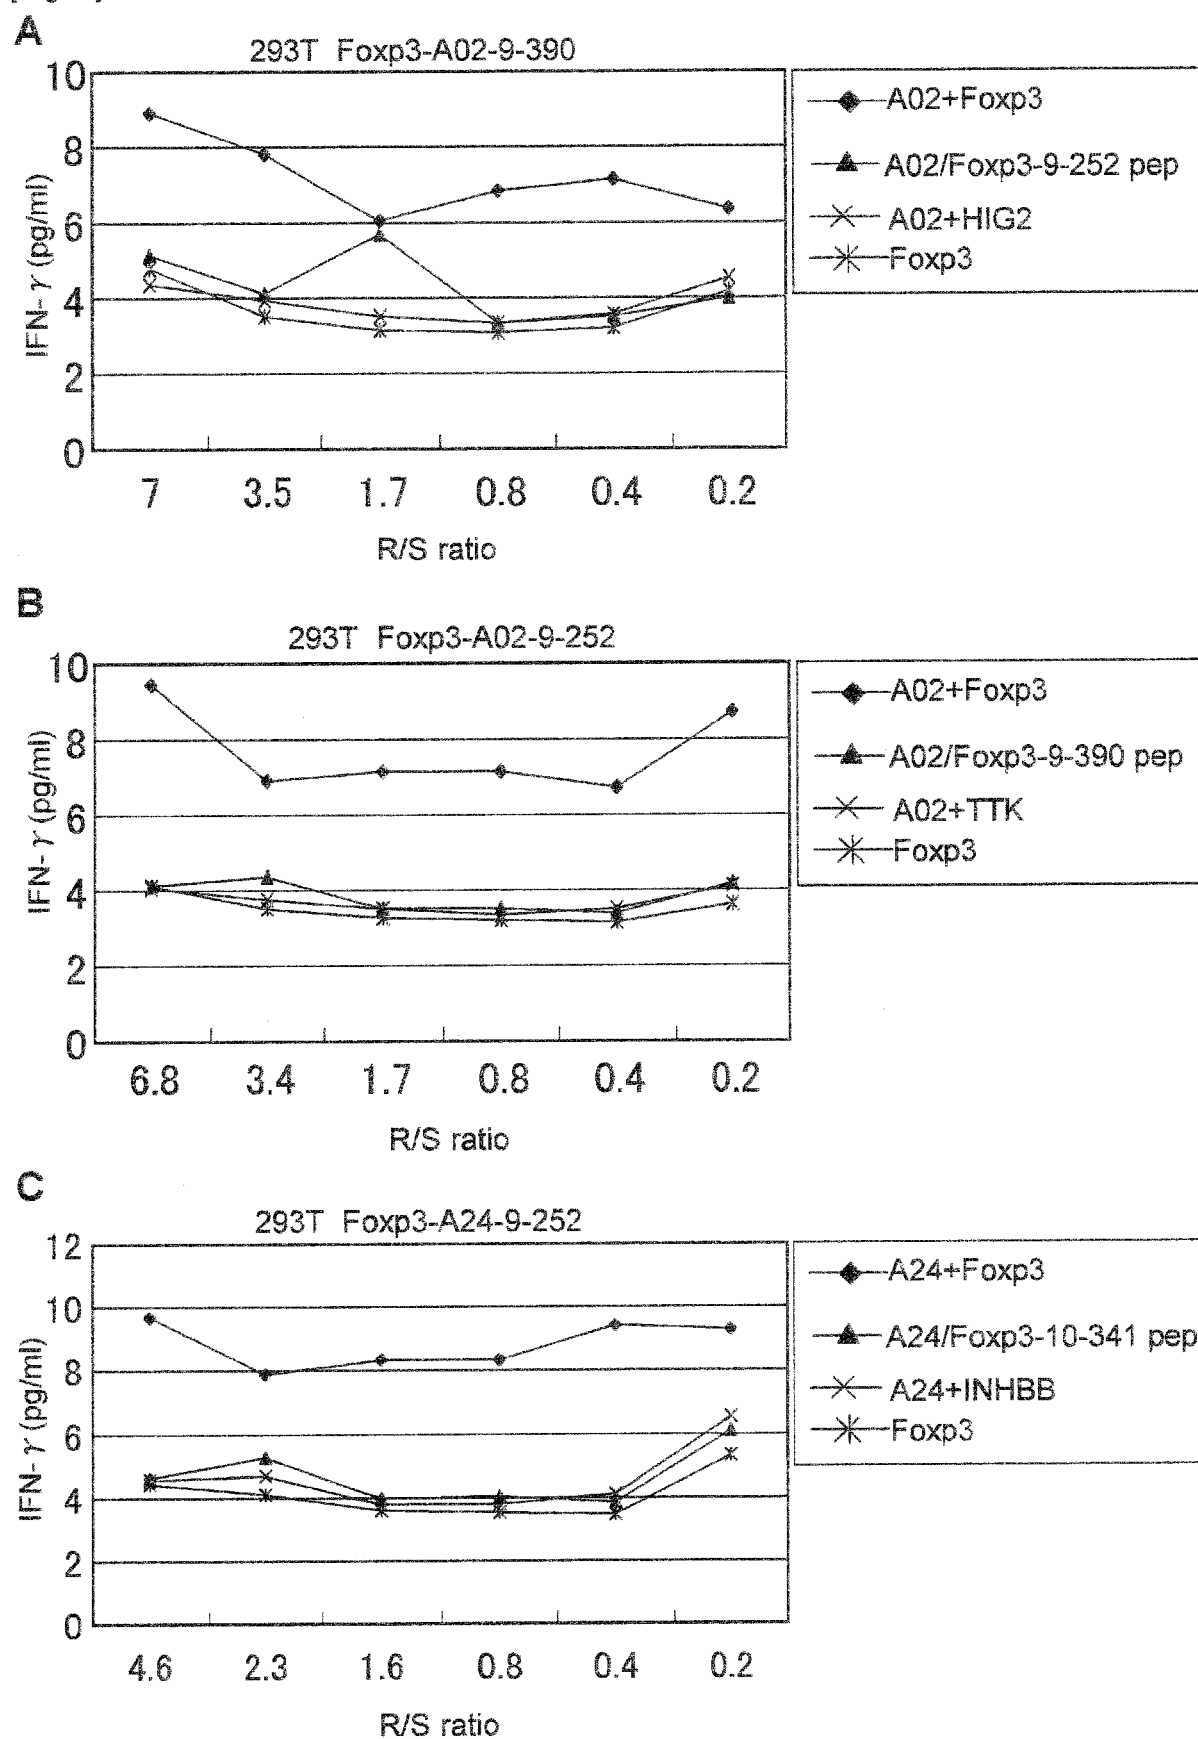 A
293T Foxp3-A02-9-390
10
8
6
4
2
0
IFN-γ (pg/ml)
7 3.5 1.7 0.8 0.4 0.2
R/S ratio
A02+Foxp3
A02/Foxp3-9-252 pep
A02+HIG2
Foxp3
B
293T Foxp3-A02-9-252
10
8
6
4
2
0
IFN-γ (pg/ml)
6.8 3.4 1.7 0.8 0.4 0.2
R/S ratio
A02+Foxp3
A02/Foxp3-9-390 pep
A02+TTK
Foxp3
C
293T Foxp3-A24-9-252
12
10
8
6
4
2
0
IFN-γ (pg/ml)
4.6 2.3 1.6 0.8 0.4 0.2
R/S ratio
A24+Foxp3
A24/Foxp3-10-341 pep
A24+INHBB
Foxp3